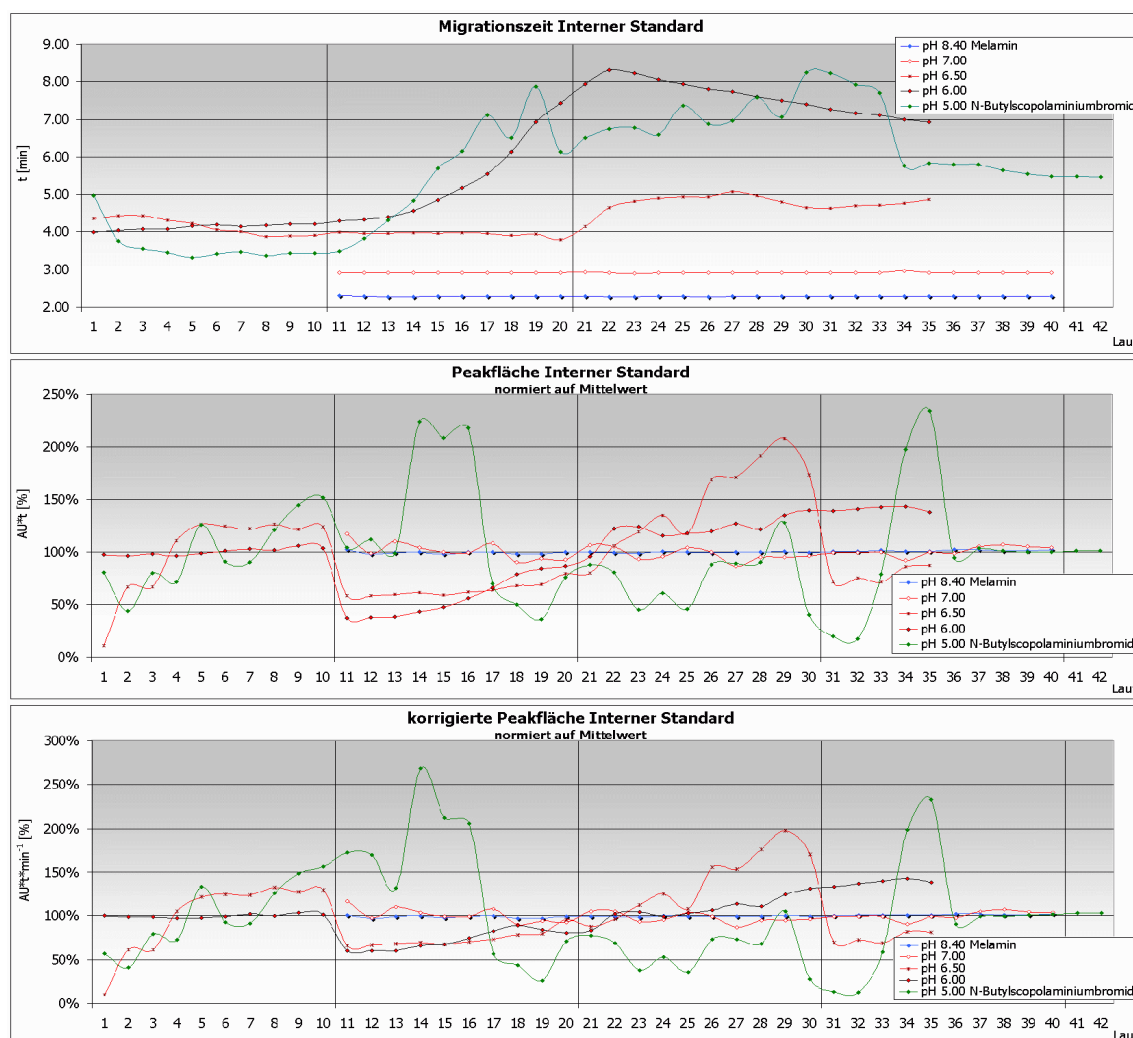 Migrationszeit Interner Standard
9.00
8.00
7.00
6.00
5.00
4.00
3.00
2.00
t [min]
pH 8.40 Melamin
pH 7.00
pH 6.50
pH 6.00
pH 5.00 N-Butylscopolaminiumbromid
1 2 3 4 5 6 7 8 9 10 11 12 13 14 15 16 17 18 19 20 21 22 23 24 25 26 27 28 29 30 31 32 33 34 35 36 37 38 39 40 41 42
Lau
Peakfläche Interner Standard
normiert auf Mittelwert
250%
200%
150%
100%
50%
0%
AU*t [%]
pH 8.40 Melamin
pH 7.00
pH 6.50
pH 6.00
pH 5.00 N-Butylscopolaminiumbromid
1 2 3 4 5 6 7 8 9 10 11 12 13 14 15 16 17 18 19 20 21 22 23 24 25 26 27 28 29 30 31 32 33 34 35 36 37 38 39 40 41 42
Lau
korrigierte Peakfläche Interner Standard
normiert auf Mittelwert
300%
250%
200%
150%
100%
50%
0%
AU*t*min⁻¹ [%]
pH 8.40 Melamin
pH 7.00
pH 6.50
pH 6.00
pH 5.00 N-Butylscopolaminiumbromid
1 2 3 4 5 6 7 8 9 10 11 12 13 14 15 16 17 18 19 20 21 22 23 24 25 26 27 28 29 30 31 32 33 34 35 36 37 38 39 40 41 42
Lau